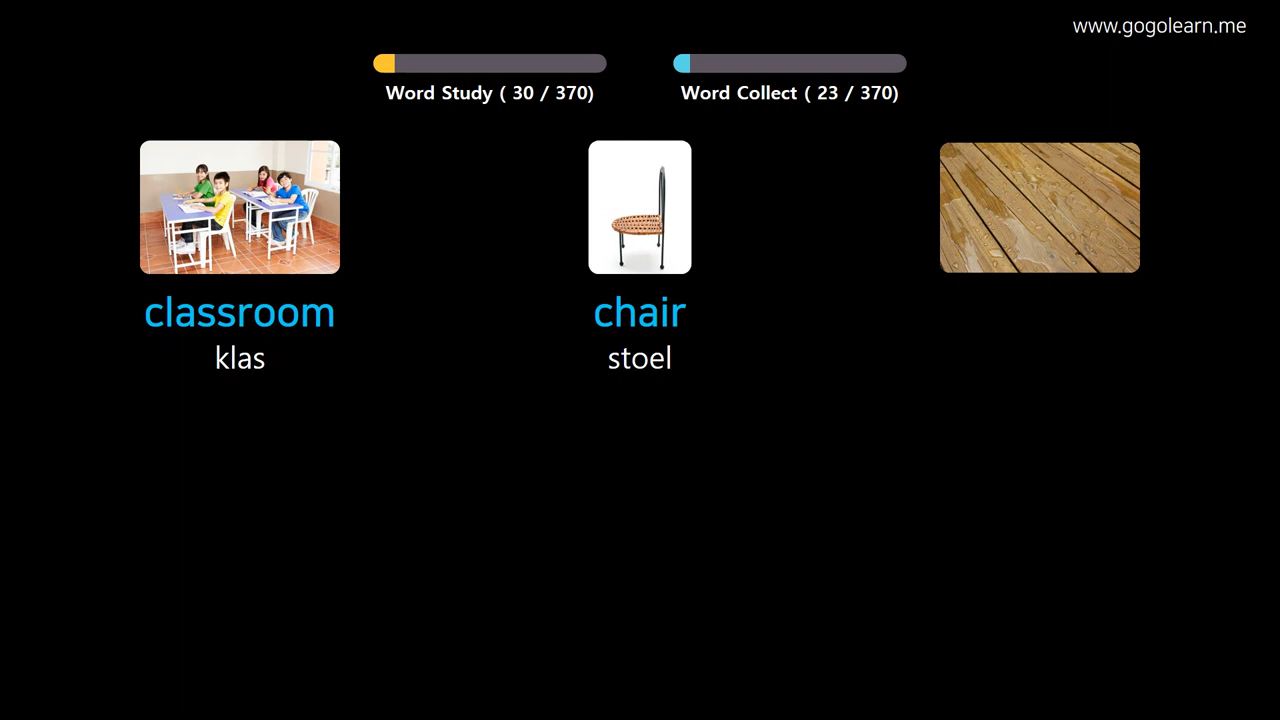 www.gogolearn.me
Word Study ( 30 / 370)
Word Collect ( 23 / 370)
classroom
klas
chair
stoel